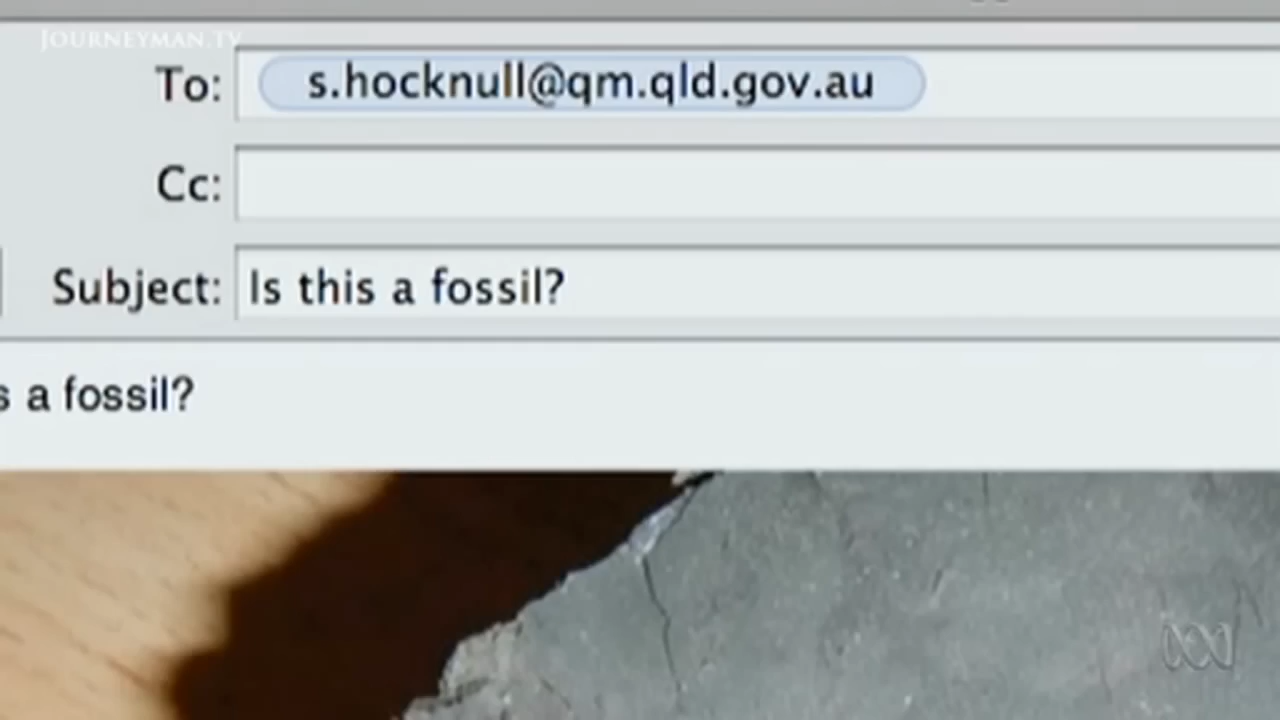 JOURNEYMAN.TV
To: s.hocknull@qm.qld.gov.au
Cc:
Subject: Is this a fossil?
s a fossil?